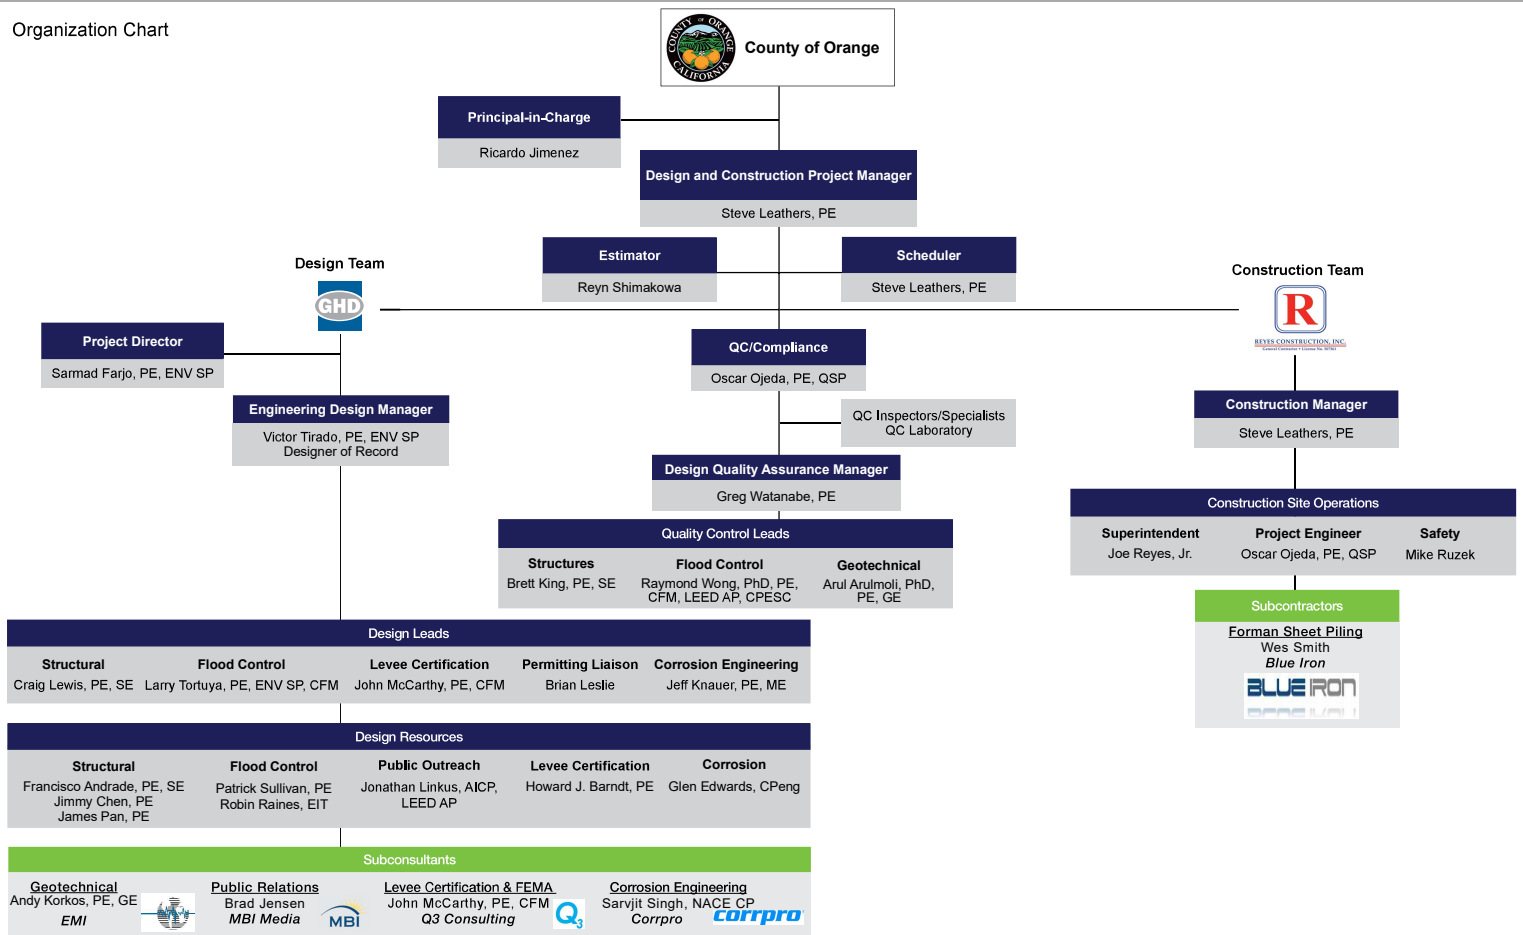 Organization Chart
COUNTY OF ORANGE
CALIFORNIA
County of Orange
Principal-in-Charge
Ricardo Jimenez
Design and Construction Project Manager
Steve Leathers, PE
Estimator
Reyn Shimakowa
Scheduler
Steve Leathers, PE
Design Team
GHD
Construction Team
R
REYES CONSTRUCTION, INC.
Project Director
Sarmad Farjo, PE, ENV SP
Engineering Design Manager
Victor Tirado, PE, ENV SP
Designer of Record
QC/Compliance
Oscar Ojeda, PE, QSP
QC Inspectors/Specialists
QC Laboratory
Design Quality Assurance Manager
Greg Watanabe, PE
Quality Control Leads
Structures
Brett King, PE, SE
Flood Control
Raymond Wong, PhD, PE,
CFM, LEED AP, CPESC
Geotechnical
Arul Arulmoli, PhD,
PE, GE
Construction Manager
Steve Leathers, PE
Construction Site Operations
Superintendent
Joe Reyes, Jr.
Project Engineer
Oscar Ojeda, PE, QSP
Safety
Mike Ruzek
Subcontractors
Forman Sheet Piling
Wes Smith
Blue Iron
BLUE IRON
Design Leads
Structural
Craig Lewis, PE, SE
Flood Control
Larry Tortuya, PE, ENV SP, CFM
Levee Certification
John McCarthy, PE, CFM
Permitting Liaison
Brian Leslie
Corrosion Engineering
Jeff Knauer, PE, ME
Design Resources
Structural
Francisco Andrade, PE, SE
Jimmy Chen, PE
James Pan, PE
Flood Control
Patrick Sullivan, PE
Robin Raines, EIT
Public Outreach
Jonathan Linkus, AICP,
LEED AP
Levee Certification
Howard J. Barndt, PE
Corrosion
Glen Edwards, CPeng
Subconsultants
Geotechnical
Andy Korkos, PE, GE
EMI
Public Relations
Brad Jensen
MBI Media
MBI
Levee Certification & FEMA
John McCarthy, PE, CFM
Q3 Consulting
Q3
Corrosion Engineering
Sarvjit Singh, NACE CP
Corrpro
corrpro